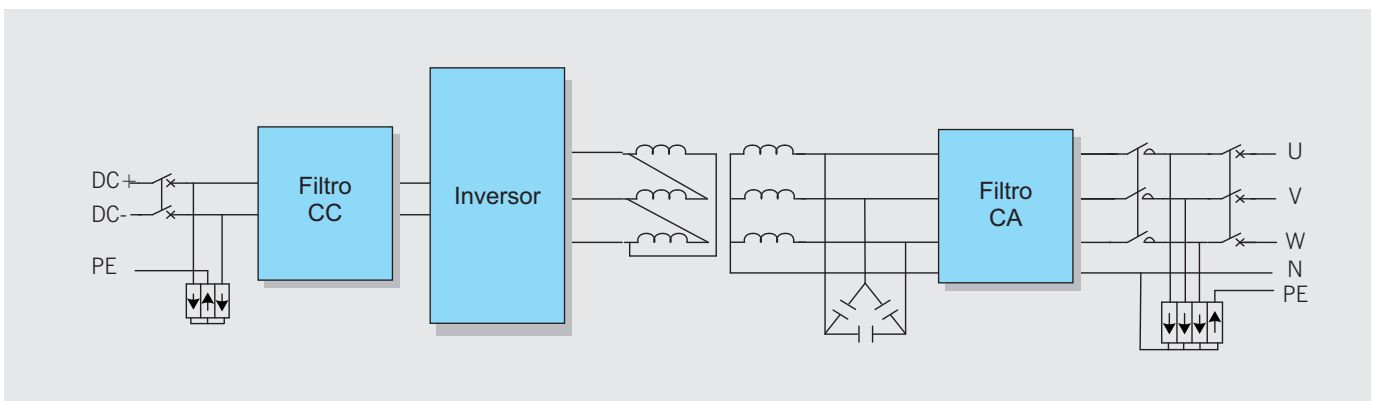 DC+
DC-
PE
Filtro
CC
Inversor
Filtro
CA
U
V
W
N
PE